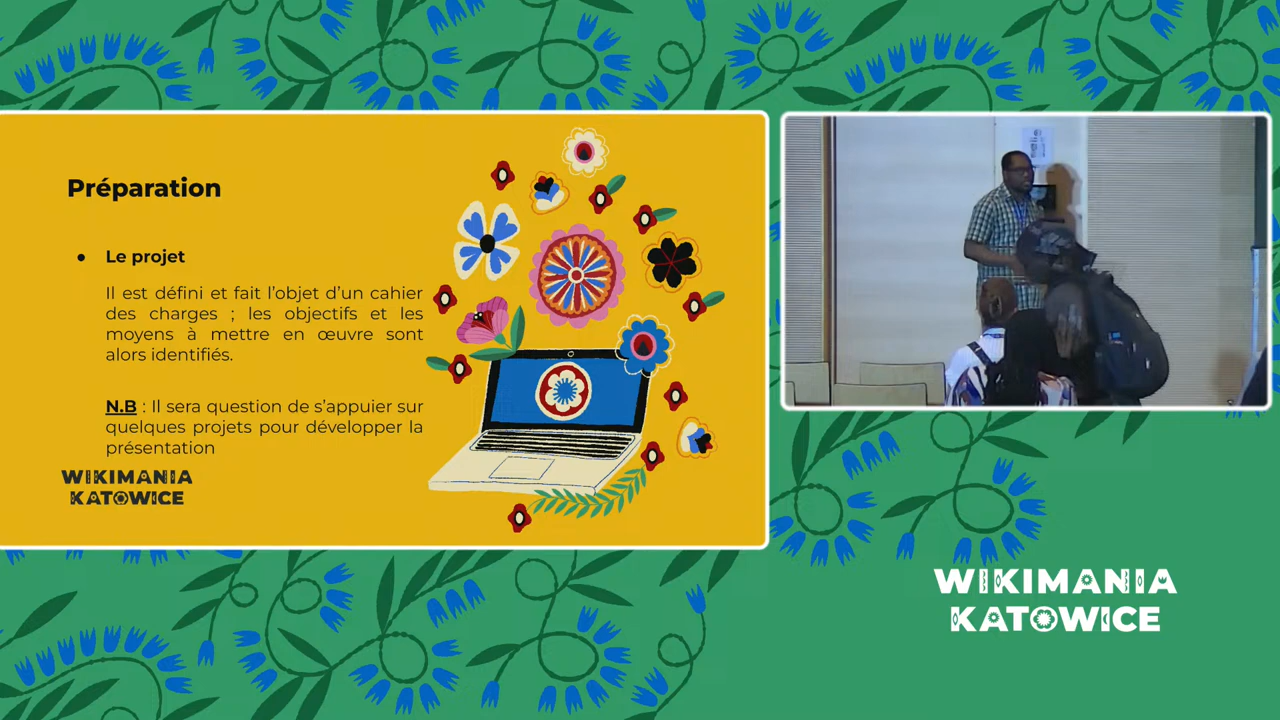 Préparation
● Le projet
Il est défini et fait l’objet d’un cahier
des charges ; les objectifs et les
moyens à mettre en œuvre sont
alors identifiés.
N.B : Il sera question de s’appuier sur
quelques projets pour développer la
présentation
WIKIMANIA
KATOWICE
WIKIMANIA
KATOWICE